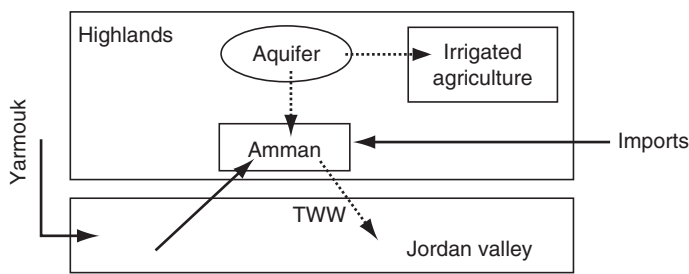 Highlands
Aquifer
Irrigated
agriculture
Yarmouk
Amman
Imports
TWW
Jordan valley